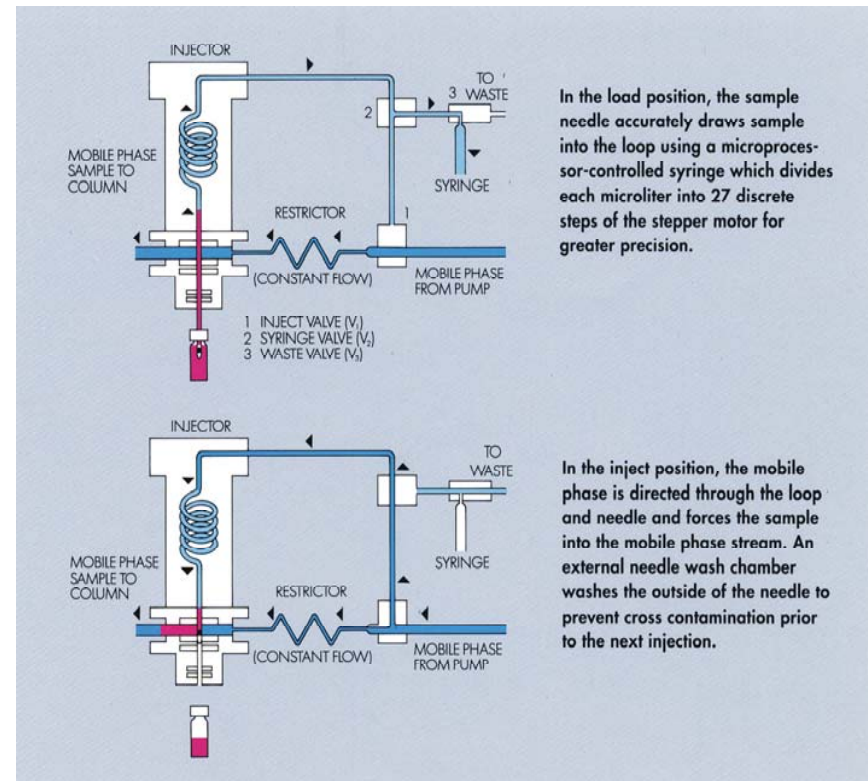 INJECTOR
TO
3 WASTE
2
SYRINGE
MOBILE PHASE
SAMPLE TO
COLUMN
RESTRICTOR
1
(CONSTANT FLOW)
MOBILE PHASE
FROM PUMP
1 INJECT VALVE (V₁)
2 SYRINGE VALVE (V₂)
3 WASTE VALVE (V₃)
In the load position, the sample
needle accurately draws sample
into the loop using a microproces-
sor-controlled syringe which divides
each microliter into 27 discrete
steps of the stepper motor for
greater precision.
INJECTOR
TO
WASTE
SYRINGE
MOBILE PHASE
SAMPLE TO
COLUMN
RESTRICTOR
(CONSTANT FLOW)
MOBILE PHASE
FROM PUMP
In the inject position, the mobile
phase is directed through the loop
and needle and forces the sample
into the mobile phase stream. An
external needle wash chamber
washes the outside of the needle to
prevent cross contamination prior
to the next injection.